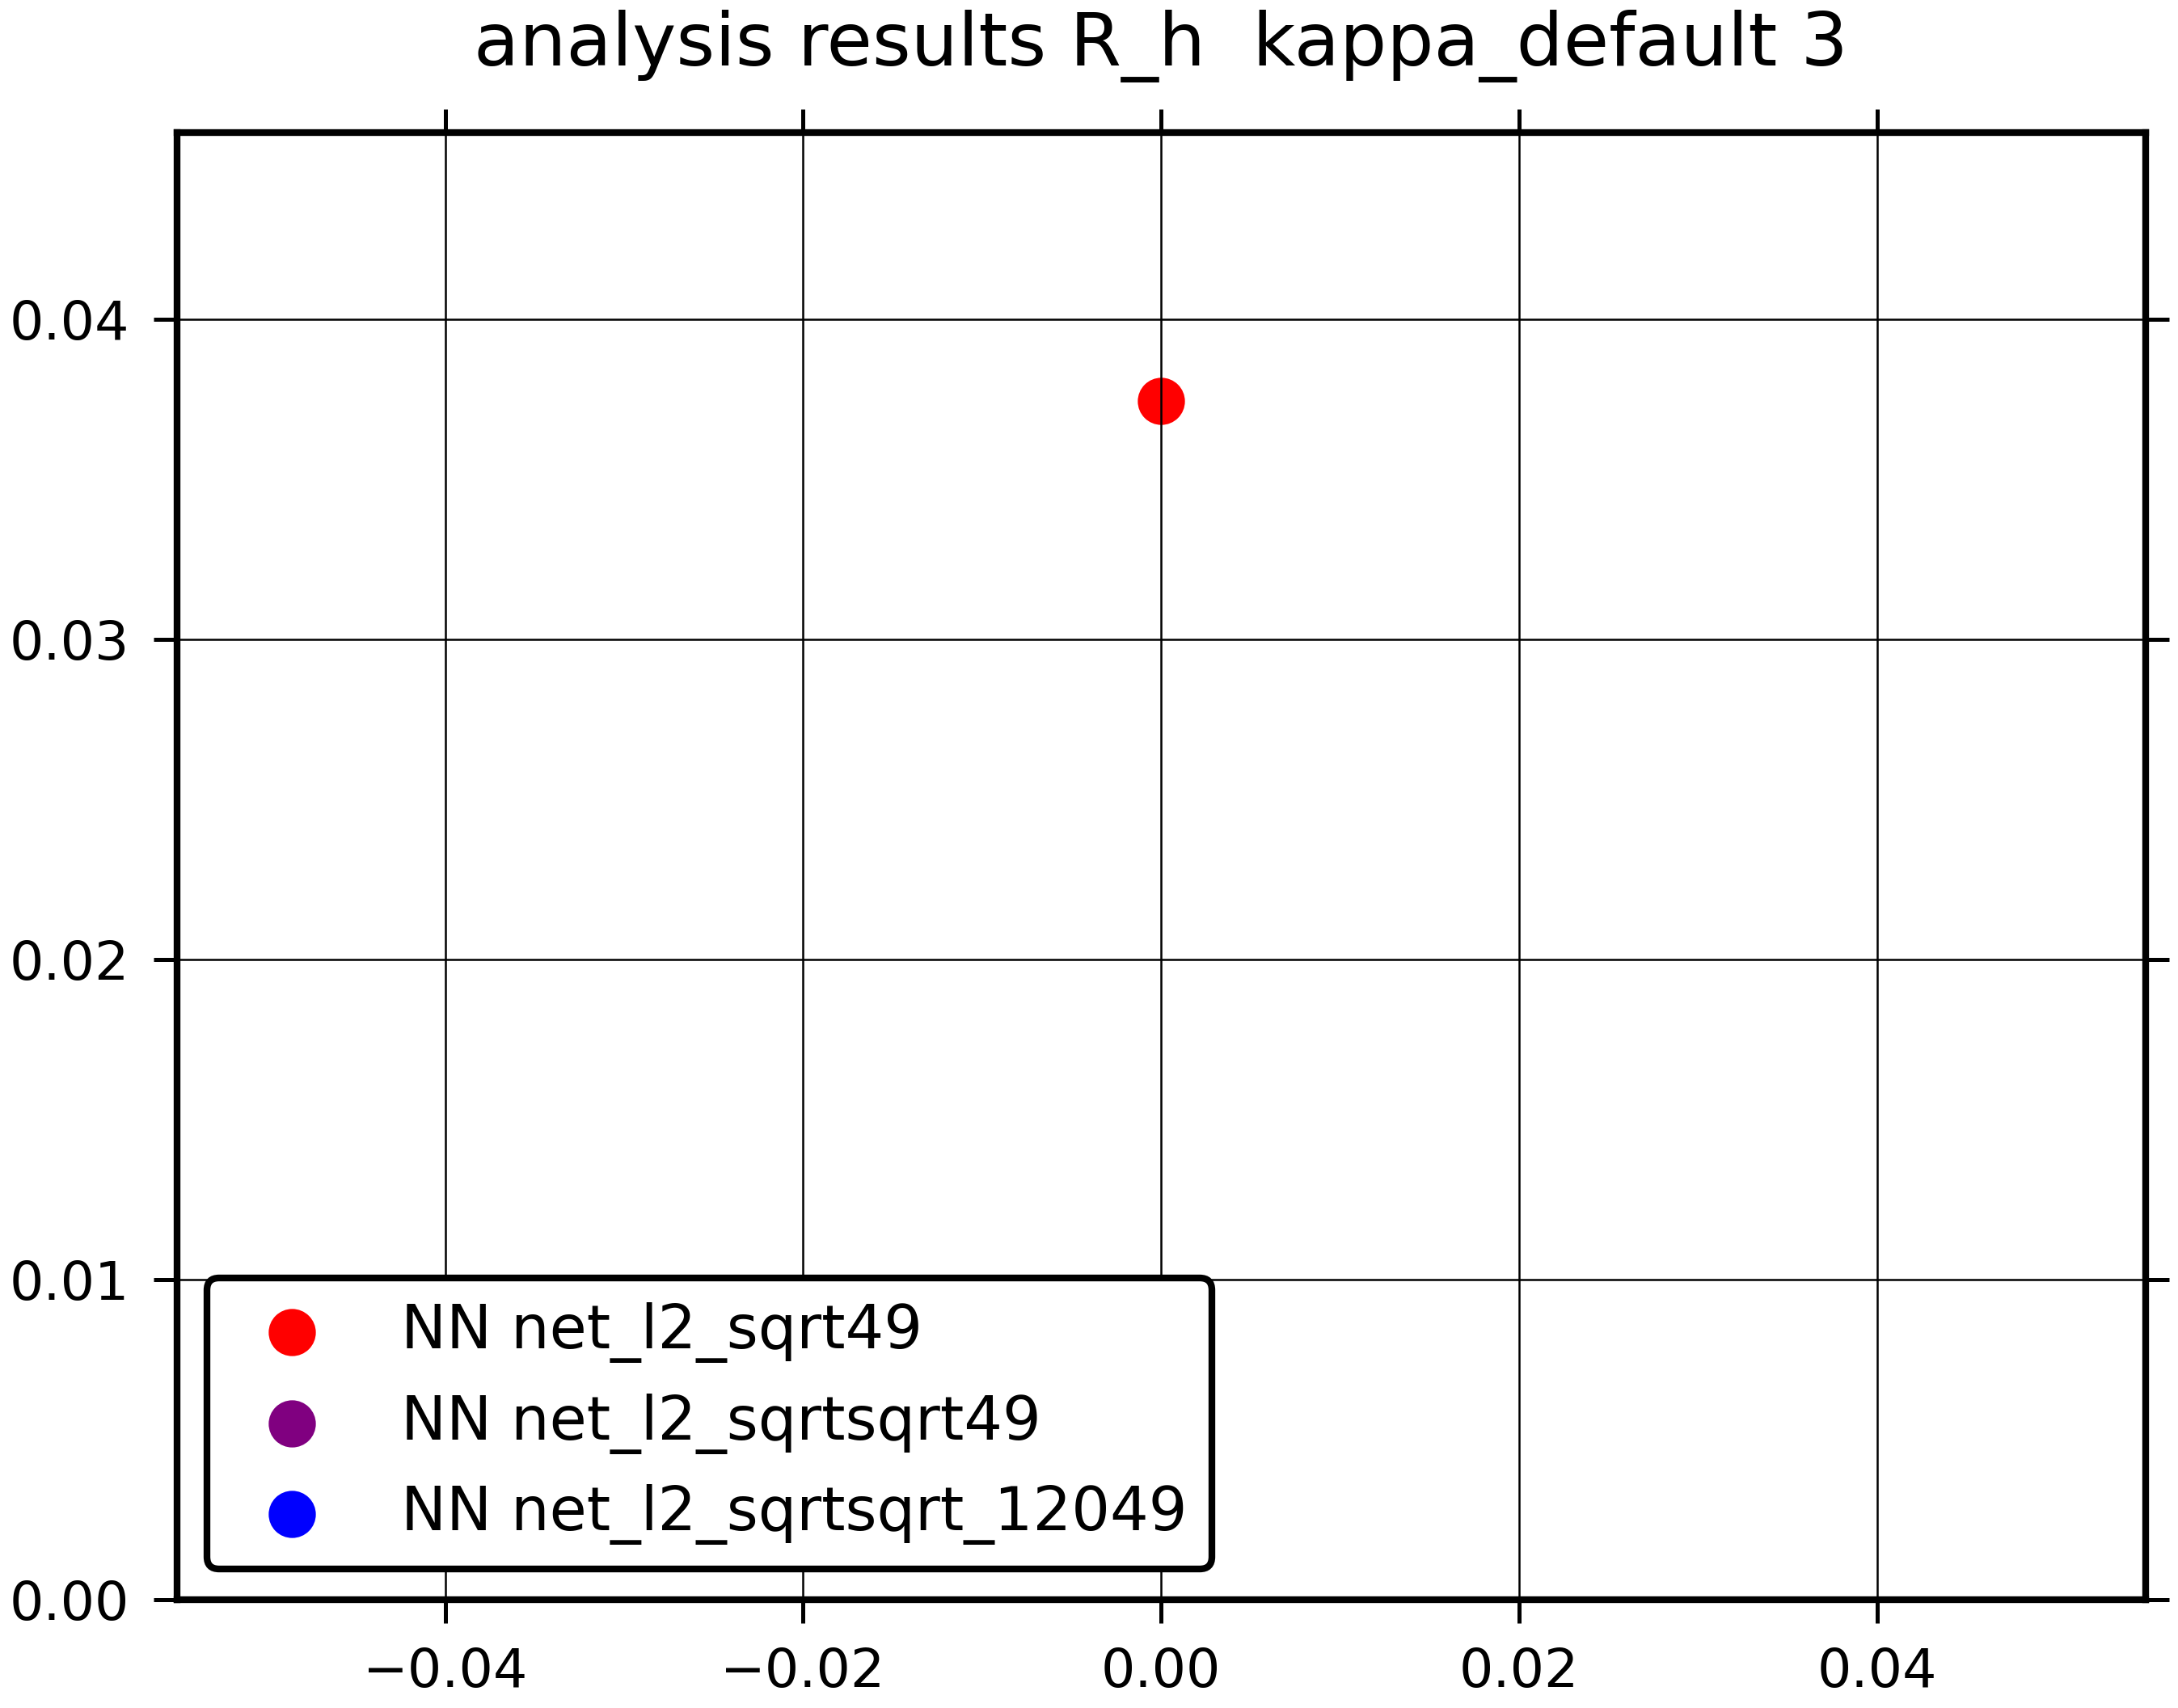 analysis results R_h  kappa_default 3
0.04
0.03
0.02
0.01
0.00
NN net_l2_sqrt49
NN net_l2_sqrtsqrt49
NN net_l2_sqrtsqrt_12049
−0.04 −0.02 0.00 0.02 0.04